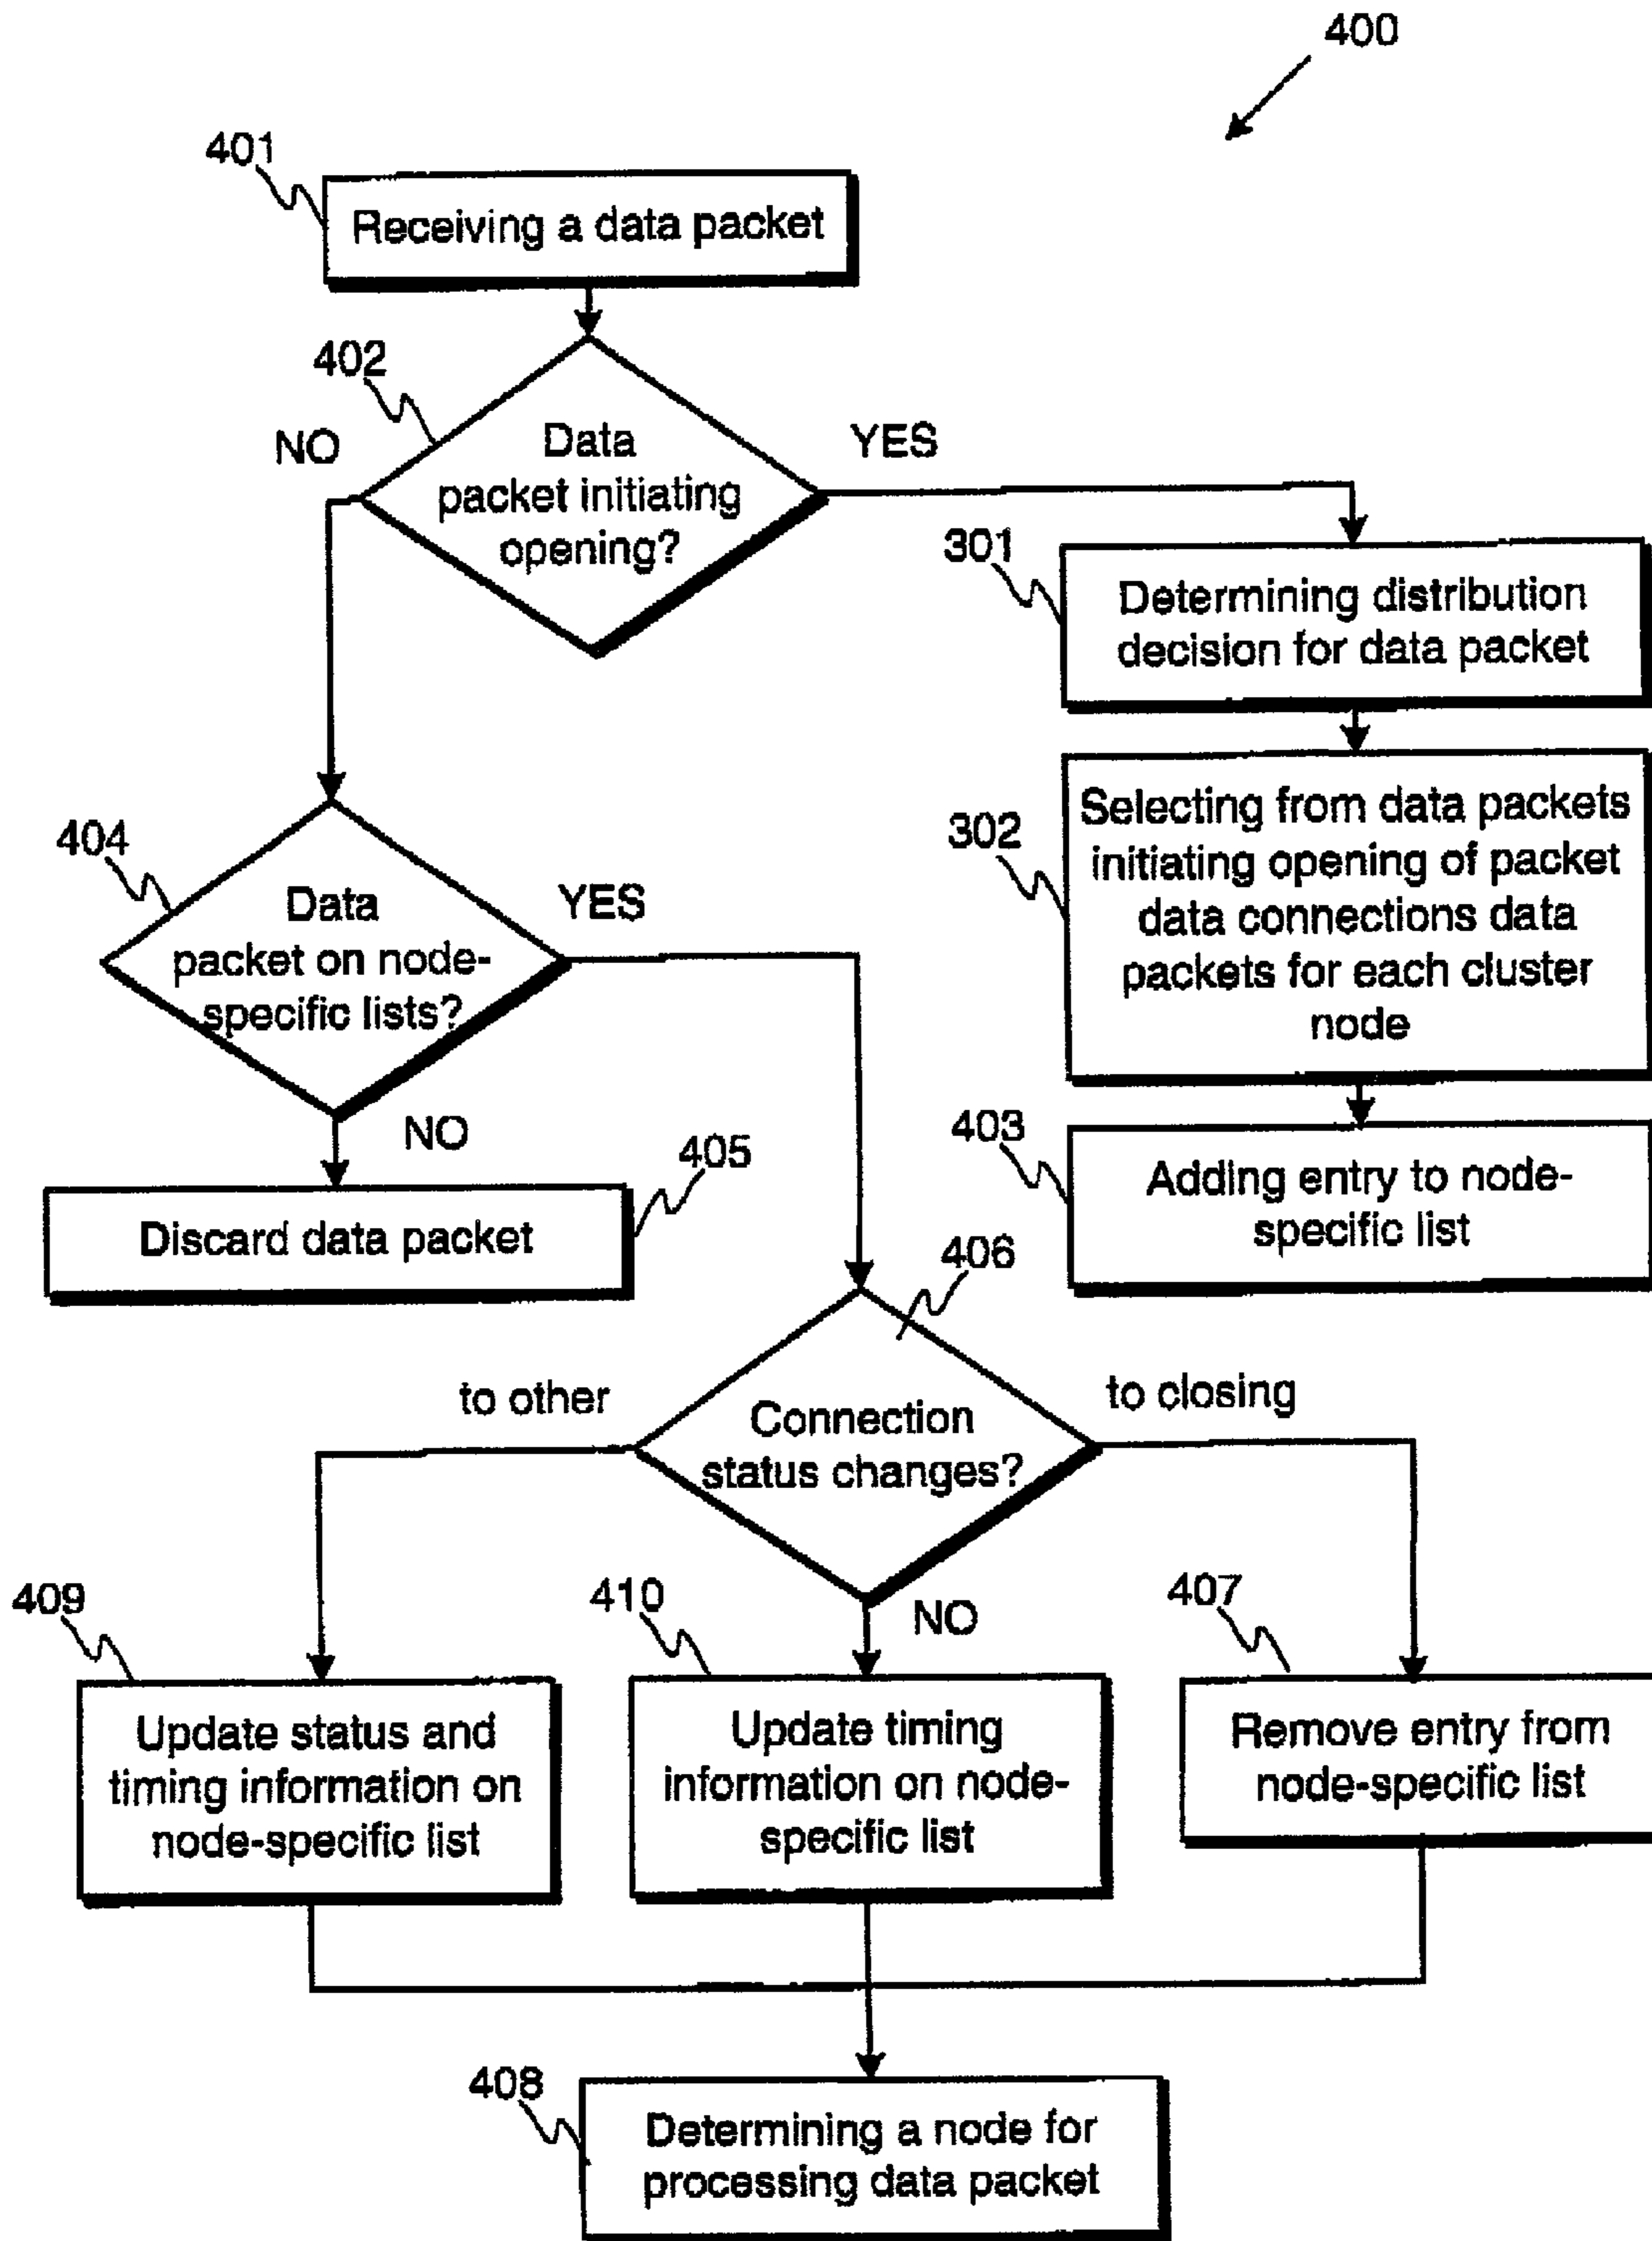 400
401
Receiving a data packet
402
NO
Data
packet initiating
opening?
YES
301
Determining distribution
decision for data packet
302
Selecting from data packets
initiating opening of packet
data connections data
packets for each cluster
node
403
Adding entry to node-
specific list
404
Data
packet on node-
specific lists?
YES
NO
405
Discard data packet
406
Connection
status changes?
to other
to closing
NO
409
Update status and
timing information on
node-specific list
410
Update timing
information on node-
specific list
407
Remove entry from
node-specific list
408
Determining a node for
processing data packet